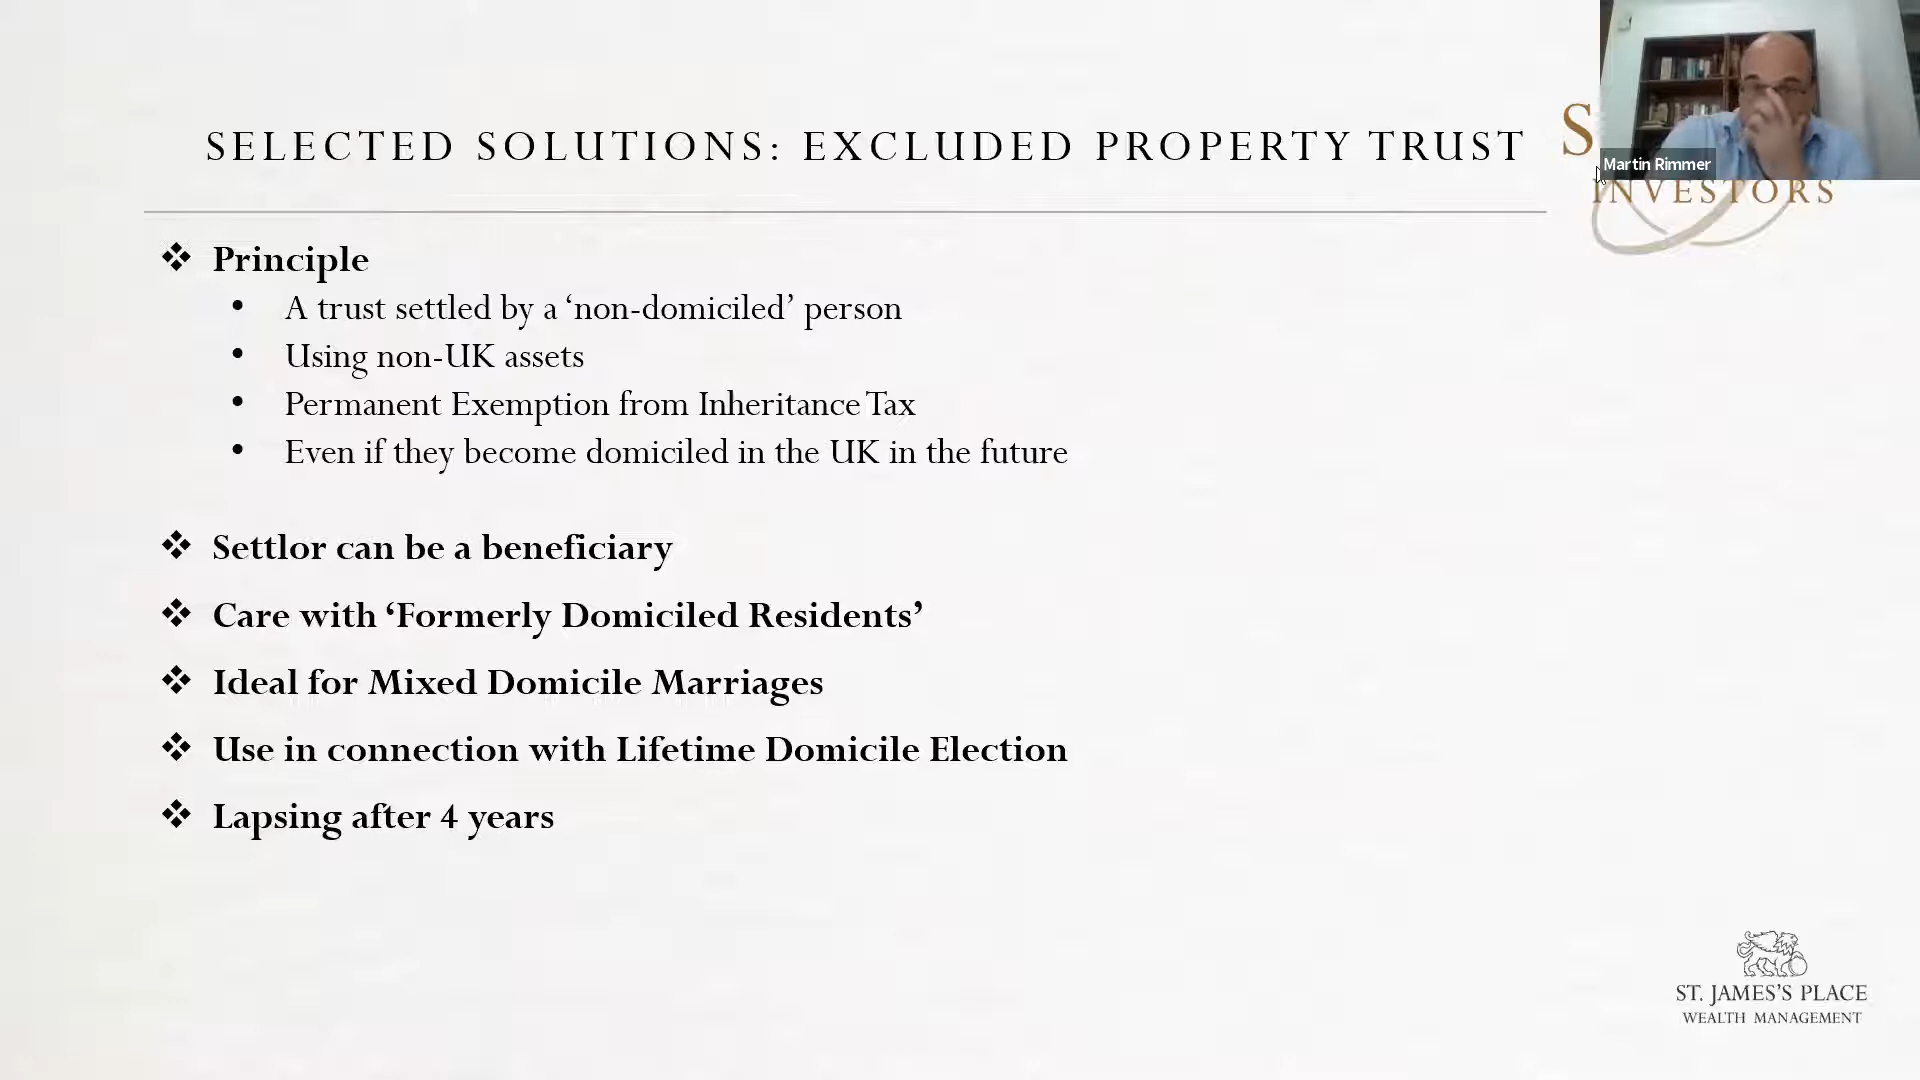 SELECTED SOLUTIONS: EXCLUDED PROPERTY TRUST
S
Martin Rimmer
INVESTORS
❖ Principle
• A trust settled by a ‘non-domiciled’ person
• Using non-UK assets
• Permanent Exemption from Inheritance Tax
• Even if they become domiciled in the UK in the future
❖ Settlor can be a beneficiary
❖ Care with ‘Formerly Domiciled Residents’
❖ Ideal for Mixed Domicile Marriages
❖ Use in connection with Lifetime Domicile Election
❖ Lapsing after 4 years
ST. JAMES'S PLACE
WEALTH MANAGEMENT